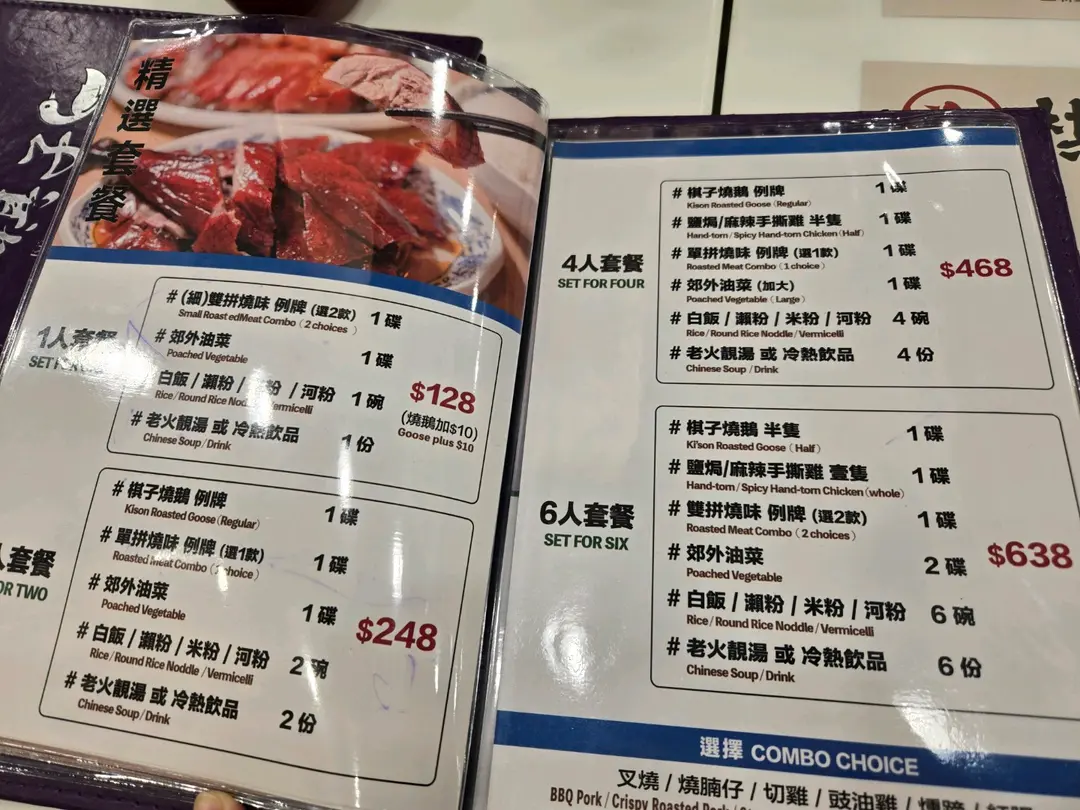 精選套餐
1人套餐
SET FOR
# (細)雙拼燒味 例牌 (選2款) 1 碟
Small Roast edMeat Combo ( 2 choices )
# 郊外油菜 1 碟
Poached Vegetable
白飯 / 瀨粉 / 粉 / 河粉 1 碗
Rice/Round Rice Vermicelli
# 老火靚湯 或 冷熱飲品 1 份
Chinese Soup/Drink
$128
(燒鵝加$10)
Goose plus $10
人套餐
OR TWO
# 棋子燒鵝 例牌 1 碟
Kison Roasted Goose (Regular)
# 單拼燒味 例牌 (選1款) 1 碟
Roasted Meat Combo ( choice )
# 郊外油菜 1 碟
Poached Vegetable
# 白飯 / 瀨粉 / 米粉 / 河粉 2 碗
Rice/Round Rice Noddle /Vermicelli
# 老火靚湯 或 冷熱飲品 2 份
Chinese Soup/Drink
$248
4人套餐
SET FOR FOUR
# 棋子燒鵝 例牌 1 碟
Kison Roasted Goose (Regular)
# 鹽焗/麻辣手撕雞 半隻 1 碟
Hand-torn / Spicy Hand-torn Chicken (Half)
# 單拼燒味 例牌 (選1款) 1 碟
Roasted Meat Combo ( 1 choice )
# 郊外油菜 (加大) 1 碟
Poached Vegetable ( Large )
# 白飯 / 瀨粉 / 米粉 / 河粉 4 碗
Rice / Round Rice Noddle / Vermicelli
# 老火靚湯 或 冷熱飲品 4 份
Chinese Soup / Drink
$468
6人套餐
SET FOR SIX
# 棋子燒鵝 半隻 1 碟
Ki'son Roasted Goose ( Half )
# 鹽焗/麻辣手撕雞 壹隻 1 碟
Hand-torn / Spicy Hand-torn Chicken (whole)
# 雙拼燒味 例牌 (選2款) 1 碟
Roasted Meat Combo ( 2 choices )
# 郊外油菜 2 碟
Poached Vegetable
# 白飯 / 瀨粉 / 米粉 / 河粉 6 碗
Rice / Round Rice Noddle / Vermicelli
# 老火靚湯 或 冷熱飲品 6 份
Chinese Soup / Drink
$638
選擇 COMBO CHOICE
叉燒 / 燒腩仔 / 切雞 / 豉油雞 /
BBQ Pork / Crispy Roasted Pork /